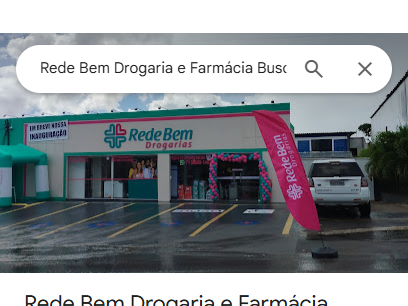 Rede Bem Drogaria e Farmácia Busc
EM BREVE NOSSA
INAUGURAÇÃO
Rede Bem
Drogarias
Rede Bem
Drogarias
Rede Bem Drogaria e Farmácia